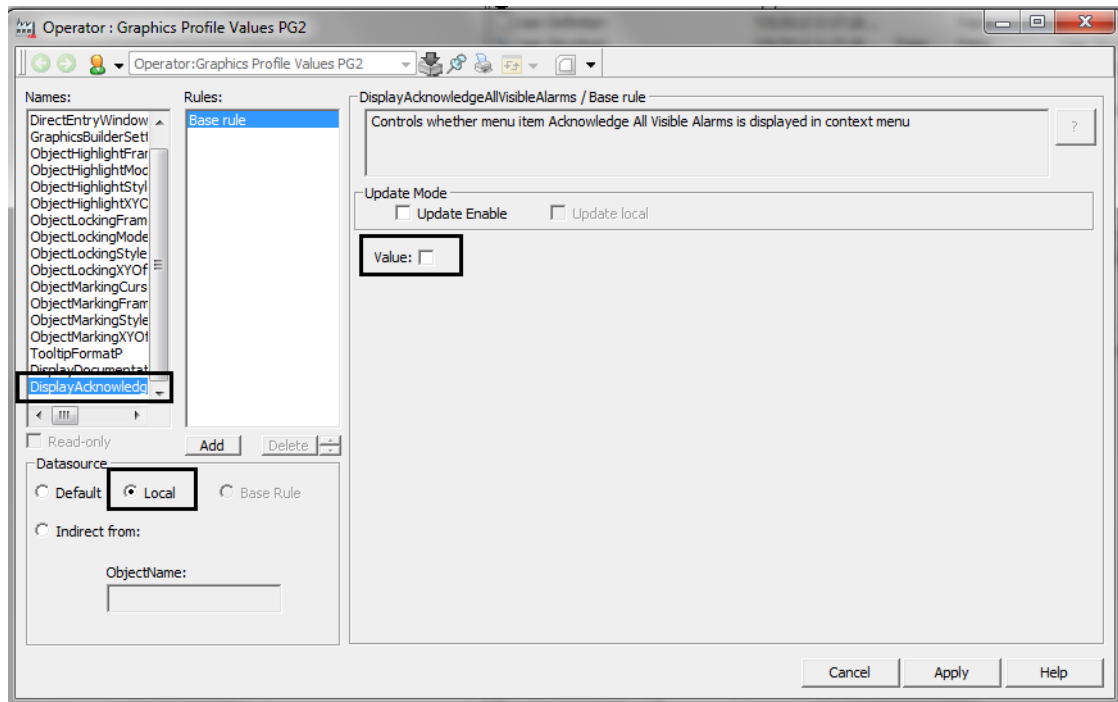 Operator : Graphics Profile Values PG2
Operator:Graphics Profile Values PG2
Names:
DirectEntryWindow
GraphicsBuilderSett
ObjectHighlightFrar
ObjectHighlightMoc
ObjectHighlightStyl
ObjectHighlightXYC
ObjectLockingFram
ObjectLockingMode
ObjectLockingStyle
ObjectLockingXYOf
ObjectMarkingCurs
ObjectMarkingFram
ObjectMarkingStyle
ObjectMarkingXYOf
TooltipFormatP
DisplayDocumentat
DisplayAcknowledg
Read-only
Rules:
Base rule
Add
Delete
Datasource
Default
Local
Base Rule
Indirect from:
ObjectName:
DisplayAcknowledgeAllVisibleAlarms / Base rule
Controls whether menu item Acknowledge All Visible Alarms is displayed in context menu
?
Update Mode
Update Enable
Update local
Value:
Cancel
Apply
Help